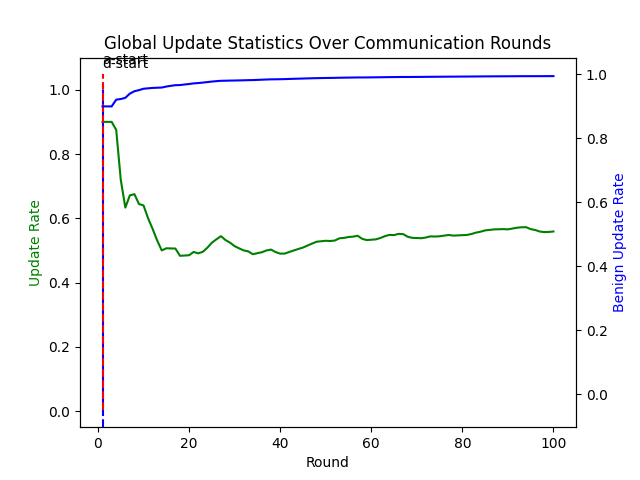 Global Update Statistics Over Communication Rounds
a-start
d-start
1.0
0.8
0.6
0.4
0.2
0.0
Update Rate
1.0
0.8
0.6
0.4
0.2
0.0
Benign Update Rate
0 20 40 60 80 100
Round